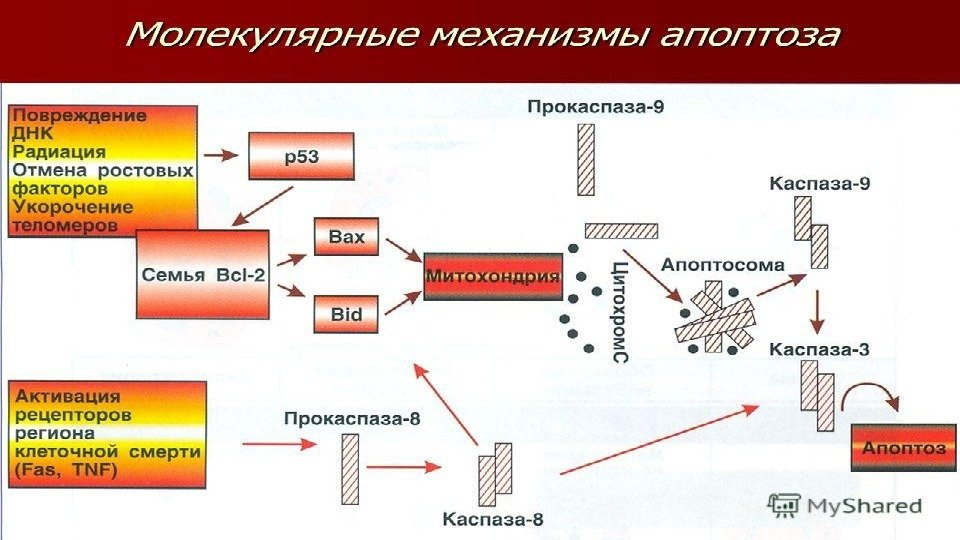 Молекулярные механизмы апоптоза
Прокаспаза-9
Повреждение
ДНК
Радиация
Отмена ростовых
факторов
Укорочение
теломеров
р53
Каспаза-9
Bax
Семья Bcl-2
Митохондрия
Bid
ЦитохромС
Апоптосома
Каспаза-3
Активация
рецепторов
региона
клеточной смерти
(Fas, TNF)
Прокаспаза-8
Каспаза-8
Апоптоз
MyShared